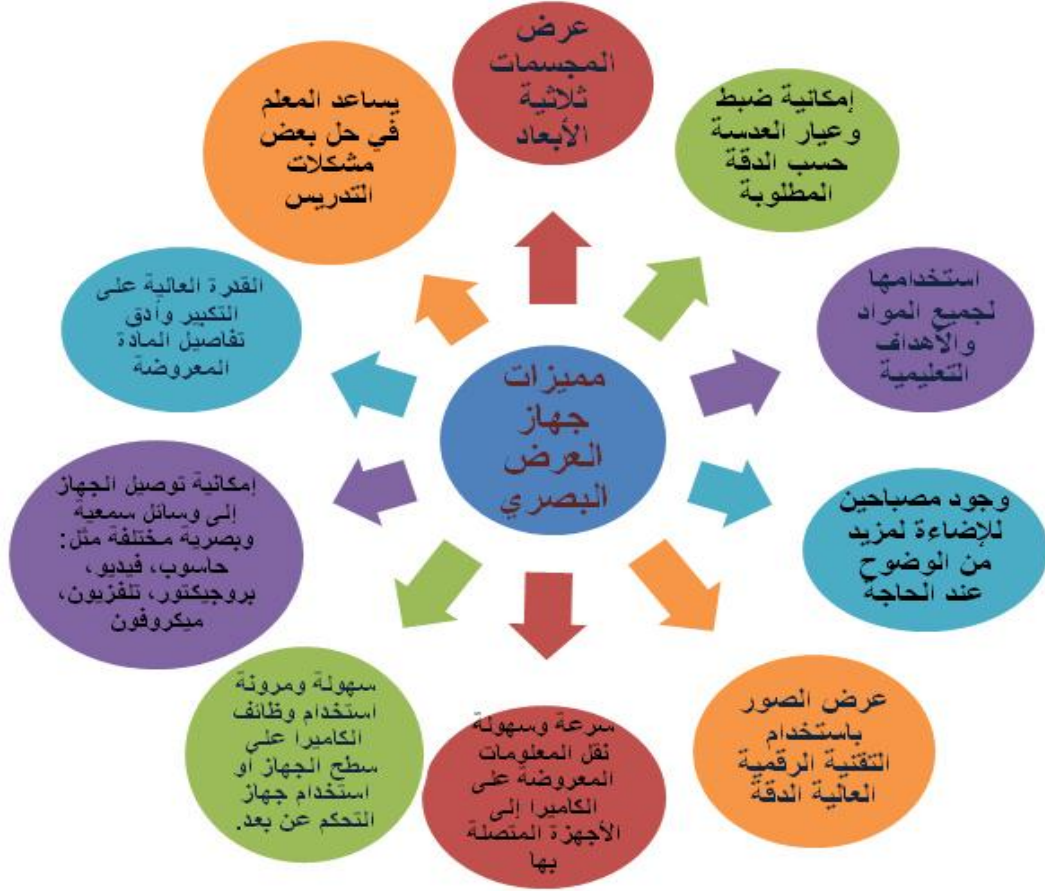 عرض
المجسمات
ثلاثية
الأبعاد
إمكانية ضبط
وعيار العدسة
حسب الدقة
المطلوبة
استخدامها
لجميع المواد
والأهداف
التعليمية
وجود مصباحين
للإضاءة لمزيد
من الوضوح
عند الحاجة
عرض الصور
باستخدام
التقنية الرقمية
العالية الدقة
سرعة وسهولة
نقل المعلومات
المعروضة على
الكاميرا إلى
الأجهزة المتصلة
بها
سهولة ومرونة
استخدام وظائف
الكاميرا على
سطح الجهاز أو
استخدام جهاز
التحكم عن بعد.
إمكانية توصيل الجهاز
إلى وسائل سمعية
وبصرية مختلفة مثل:
حاسوب، فيديو،
بروجيكتور، تلفزيون،
ميكروفون
القدرة العالية على
التكبير وأدق
تفاصيل المادة
المعروضة
يساعد المعلم
في حل بعض
مشكلات
التدريس
مميزات
جهاز
العرض
البصري